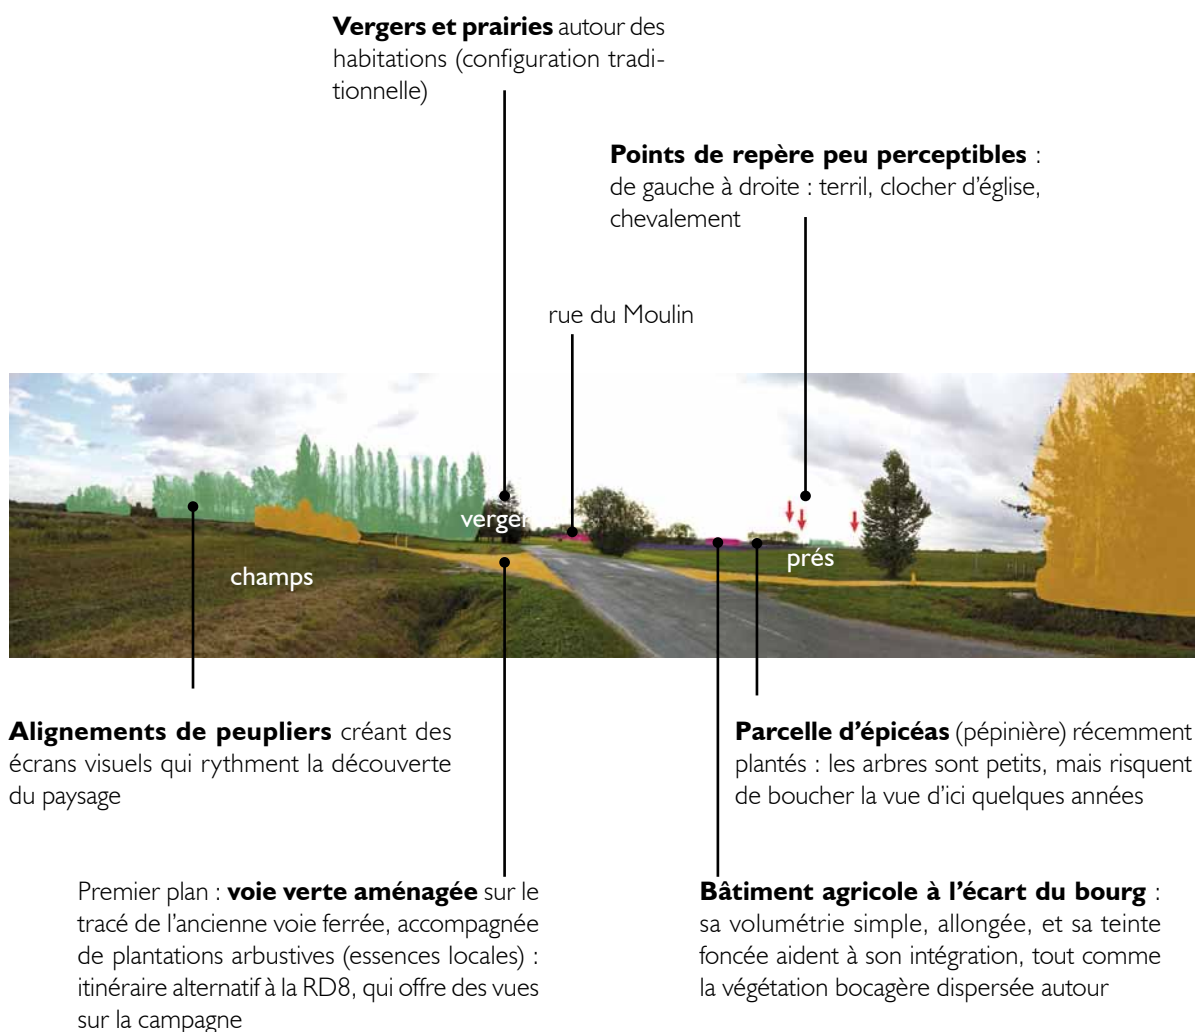 Vergers et prairies autour des
habitations (configuration tradi-
tionnelle)
Points de repère peu perceptibles :
de gauche à droite : terril, clocher d'église,
chevalement
rue du Moulin
verger
champs
prés
Alignements de peupliers créant des
écrans visuels qui rythment la découverte
du paysage
Parcelle d'épicéas (pépinière) récemment
plantés : les arbres sont petits, mais risquent
de boucher la vue d'ici quelques années
Premier plan : voie verte aménagée sur le
tracé de l'ancienne voie ferrée, accompagnée
de plantations arbustives (essences locales) :
itinéraire alternatif à la RD8, qui offre des vues
sur la campagne
Bâtiment agricole à l'écart du bourg :
sa volumétrie simple, allongée, et sa teinte
foncée aident à son intégration, tout comme
la végétation bocagère dispersée autour